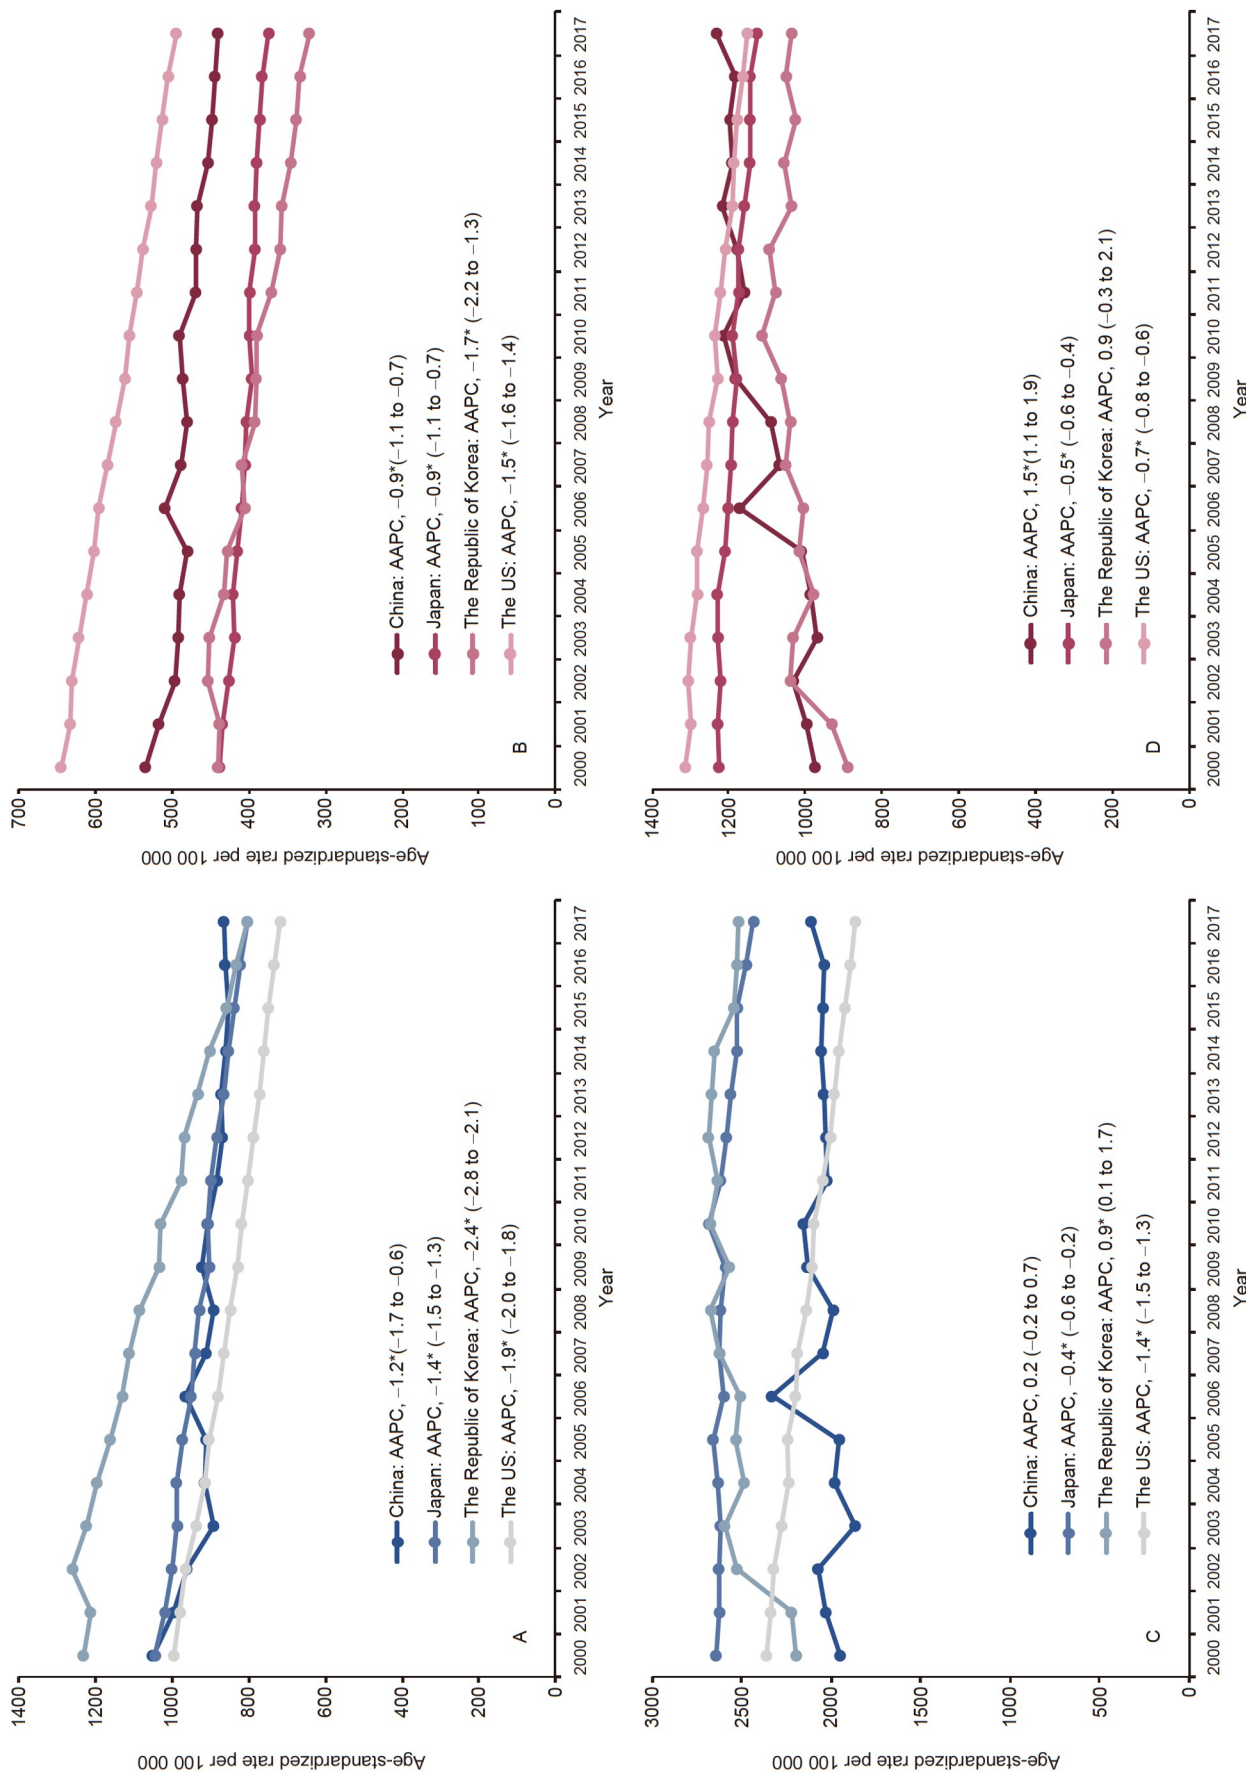 1400
1200
1000
800
600
400
200
0
Age-standardized rate per 100 000
A
China: AAPC, −1.2*(−1.7 to −0.6)
Japan: AAPC, −1.4* (−1.5 to −1.3)
The Republic of Korea: AAPC, −2.4* (−2.8 to −2.1)
The US: AAPC, −1.9* (−2.0 to −1.8)
2000 2001 2002 2003 2004 2005 2006 2007 2008 2009 2010 2011 2012 2013 2014 2015 2016 2017
Year
700
600
500
400
300
200
100
0
Age-standardized rate per 100 000
B
China: AAPC, −0.9*(−1.1 to −0.7)
Japan: AAPC, −0.9* (−1.1 to −0.7)
The Republic of Korea: AAPC, −1.7* (−2.2 to −1.3)
The US: AAPC, −1.5* (−1.6 to −1.4)
2000 2001 2002 2003 2004 2005 2006 2007 2008 2009 2010 2011 2012 2013 2014 2015 2016 2017
Year
3000
2500
2000
1500
1000
500
0
Age-standardized rate per 100 000
C
China: AAPC, 0.2 (−0.2 to 0.7)
Japan: AAPC, −0.4* (−0.6 to −0.2)
The Republic of Korea: AAPC, 0.9* (0.1 to 1.7)
The US: AAPC, −1.4* (−1.5 to −1.3)
2000 2001 2002 2003 2004 2005 2006 2007 2008 2009 2010 2011 2012 2013 2014 2015 2016 2017
Year
1400
1200
1000
800
600
400
200
0
Age-standardized rate per 100 000
D
China: AAPC, 1.5*(1.1 to 1.9)
Japan: AAPC, −0.5* (−0.6 to −0.4)
The Republic of Korea: AAPC, 0.9 (−0.3 to 2.1)
The US: AAPC, −0.7* (−0.8 to −0.6)
2000 2001 2002 2003 2004 2005 2006 2007 2008 2009 2010 2011 2012 2013 2014 2015 2016 2017
Year